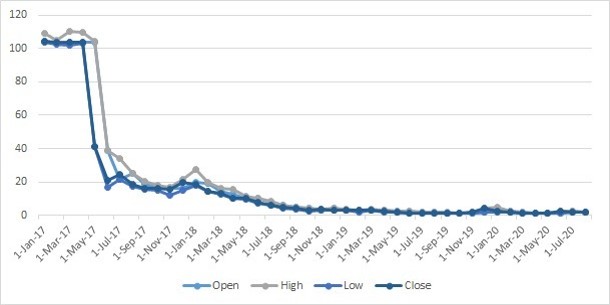 120
100
80
60
40
20
0
1-Jan-17
1-Mar-17
1-May-17
1-Jul-17
1-Sep-17
1-Nov-17
1-Jan-18
1-Mar-18
1-May-18
1-Jul-18
1-Sep-18
1-Nov-18
1-Jan-19
1-Mar-19
1-May-19
1-Jul-19
1-Sep-19
1-Nov-19
1-Jan-20
1-Mar-20
1-May-20
1-Jul-20
Open High Low Close